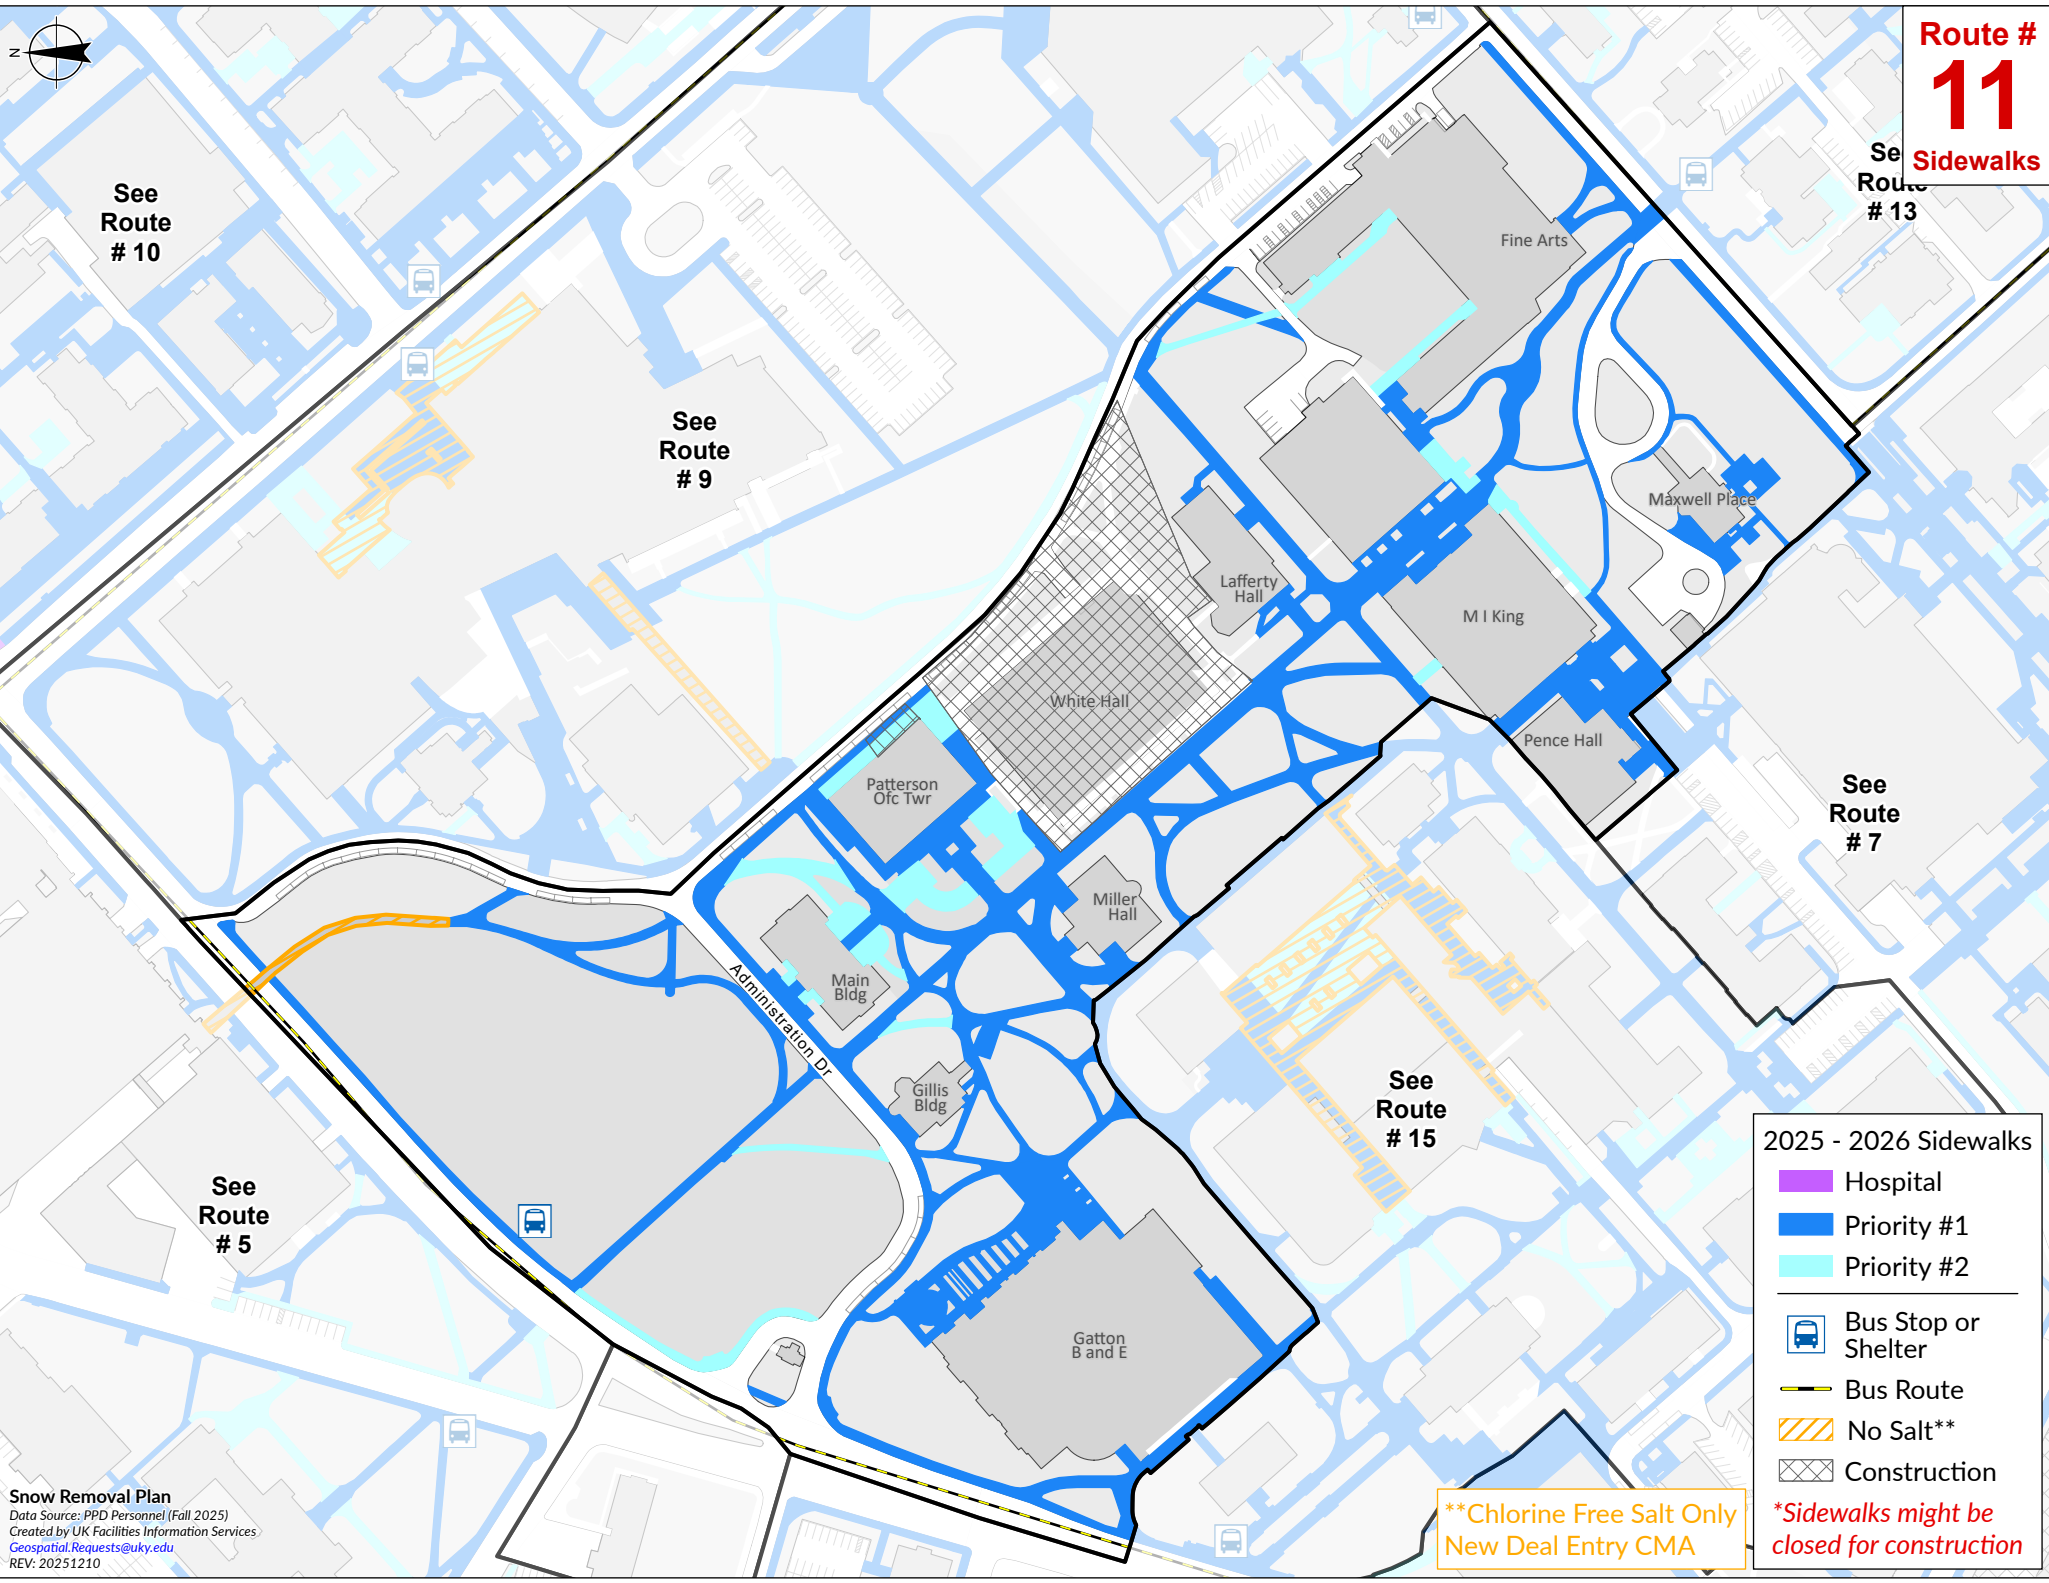 N
Route #
11
Sidewalks
See
Route
# 13
See
Route
# 10
Fine Arts
See
Route
# 9
Maxwell Place
Lafferty
Hall
M I King
White Hall
Pence Hall
Patterson
Ofc Twr
See
Route
# 7
Miller
Hall
Main
Bldg
Administration Dr
Gillis
Bldg
See
Route
# 15
See
Route
# 5
Gatton
B and E
2025 - 2026 Sidewalks
Hospital
Priority #1
Priority #2
Bus Stop or
Shelter
Bus Route
No Salt**
Construction
*Sidewalks might be
closed for construction
**Chlorine Free Salt Only
New Deal Entry CMA
Snow Removal Plan
Data Source: PPD Personnel (Fall 2025)
Created by UK Facilities Information Services
Geospatial.Requests@uky.edu
REV: 20251210